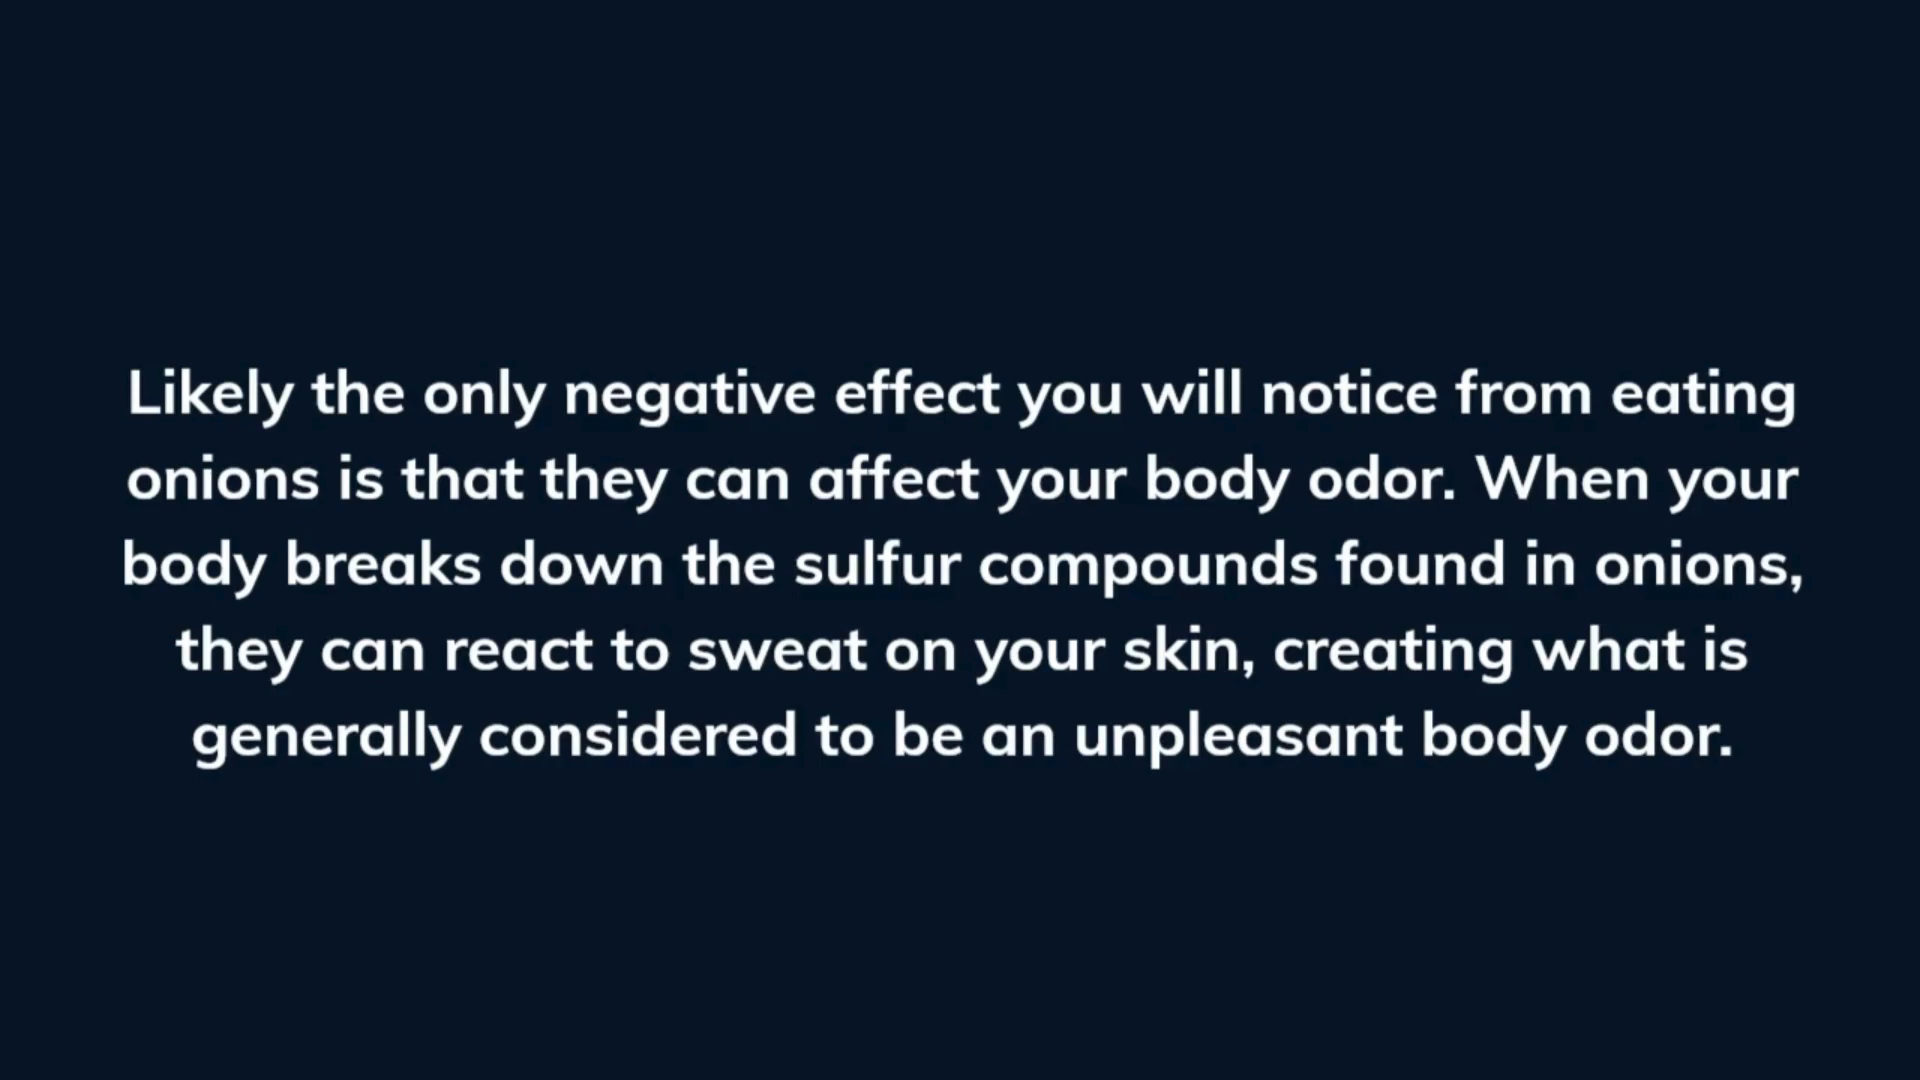 Likely the only negative effect you will notice from eating
onions is that they can affect your body odor. When your
body breaks down the sulfur compounds found in onions,
they can react to sweat on your skin, creating what is
generally considered to be an unpleasant body odor.